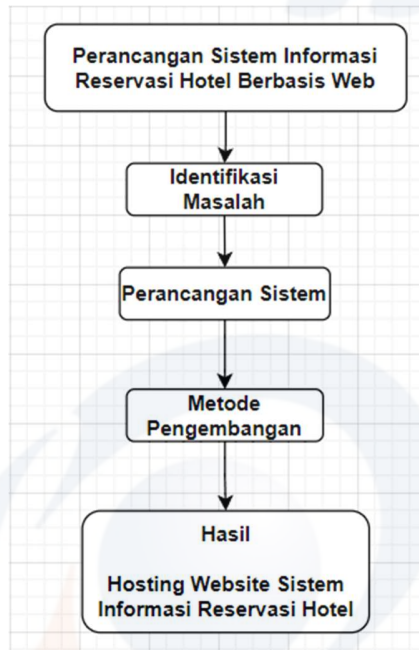 Perancangan Sistem Informasi
Reservasi Hotel Berbasis Web
Identifikasi
Masalah
Perancangan Sistem
Metode
Pengembangan
Hasil
Hosting Website Sistem
Informasi Reservasi Hotel